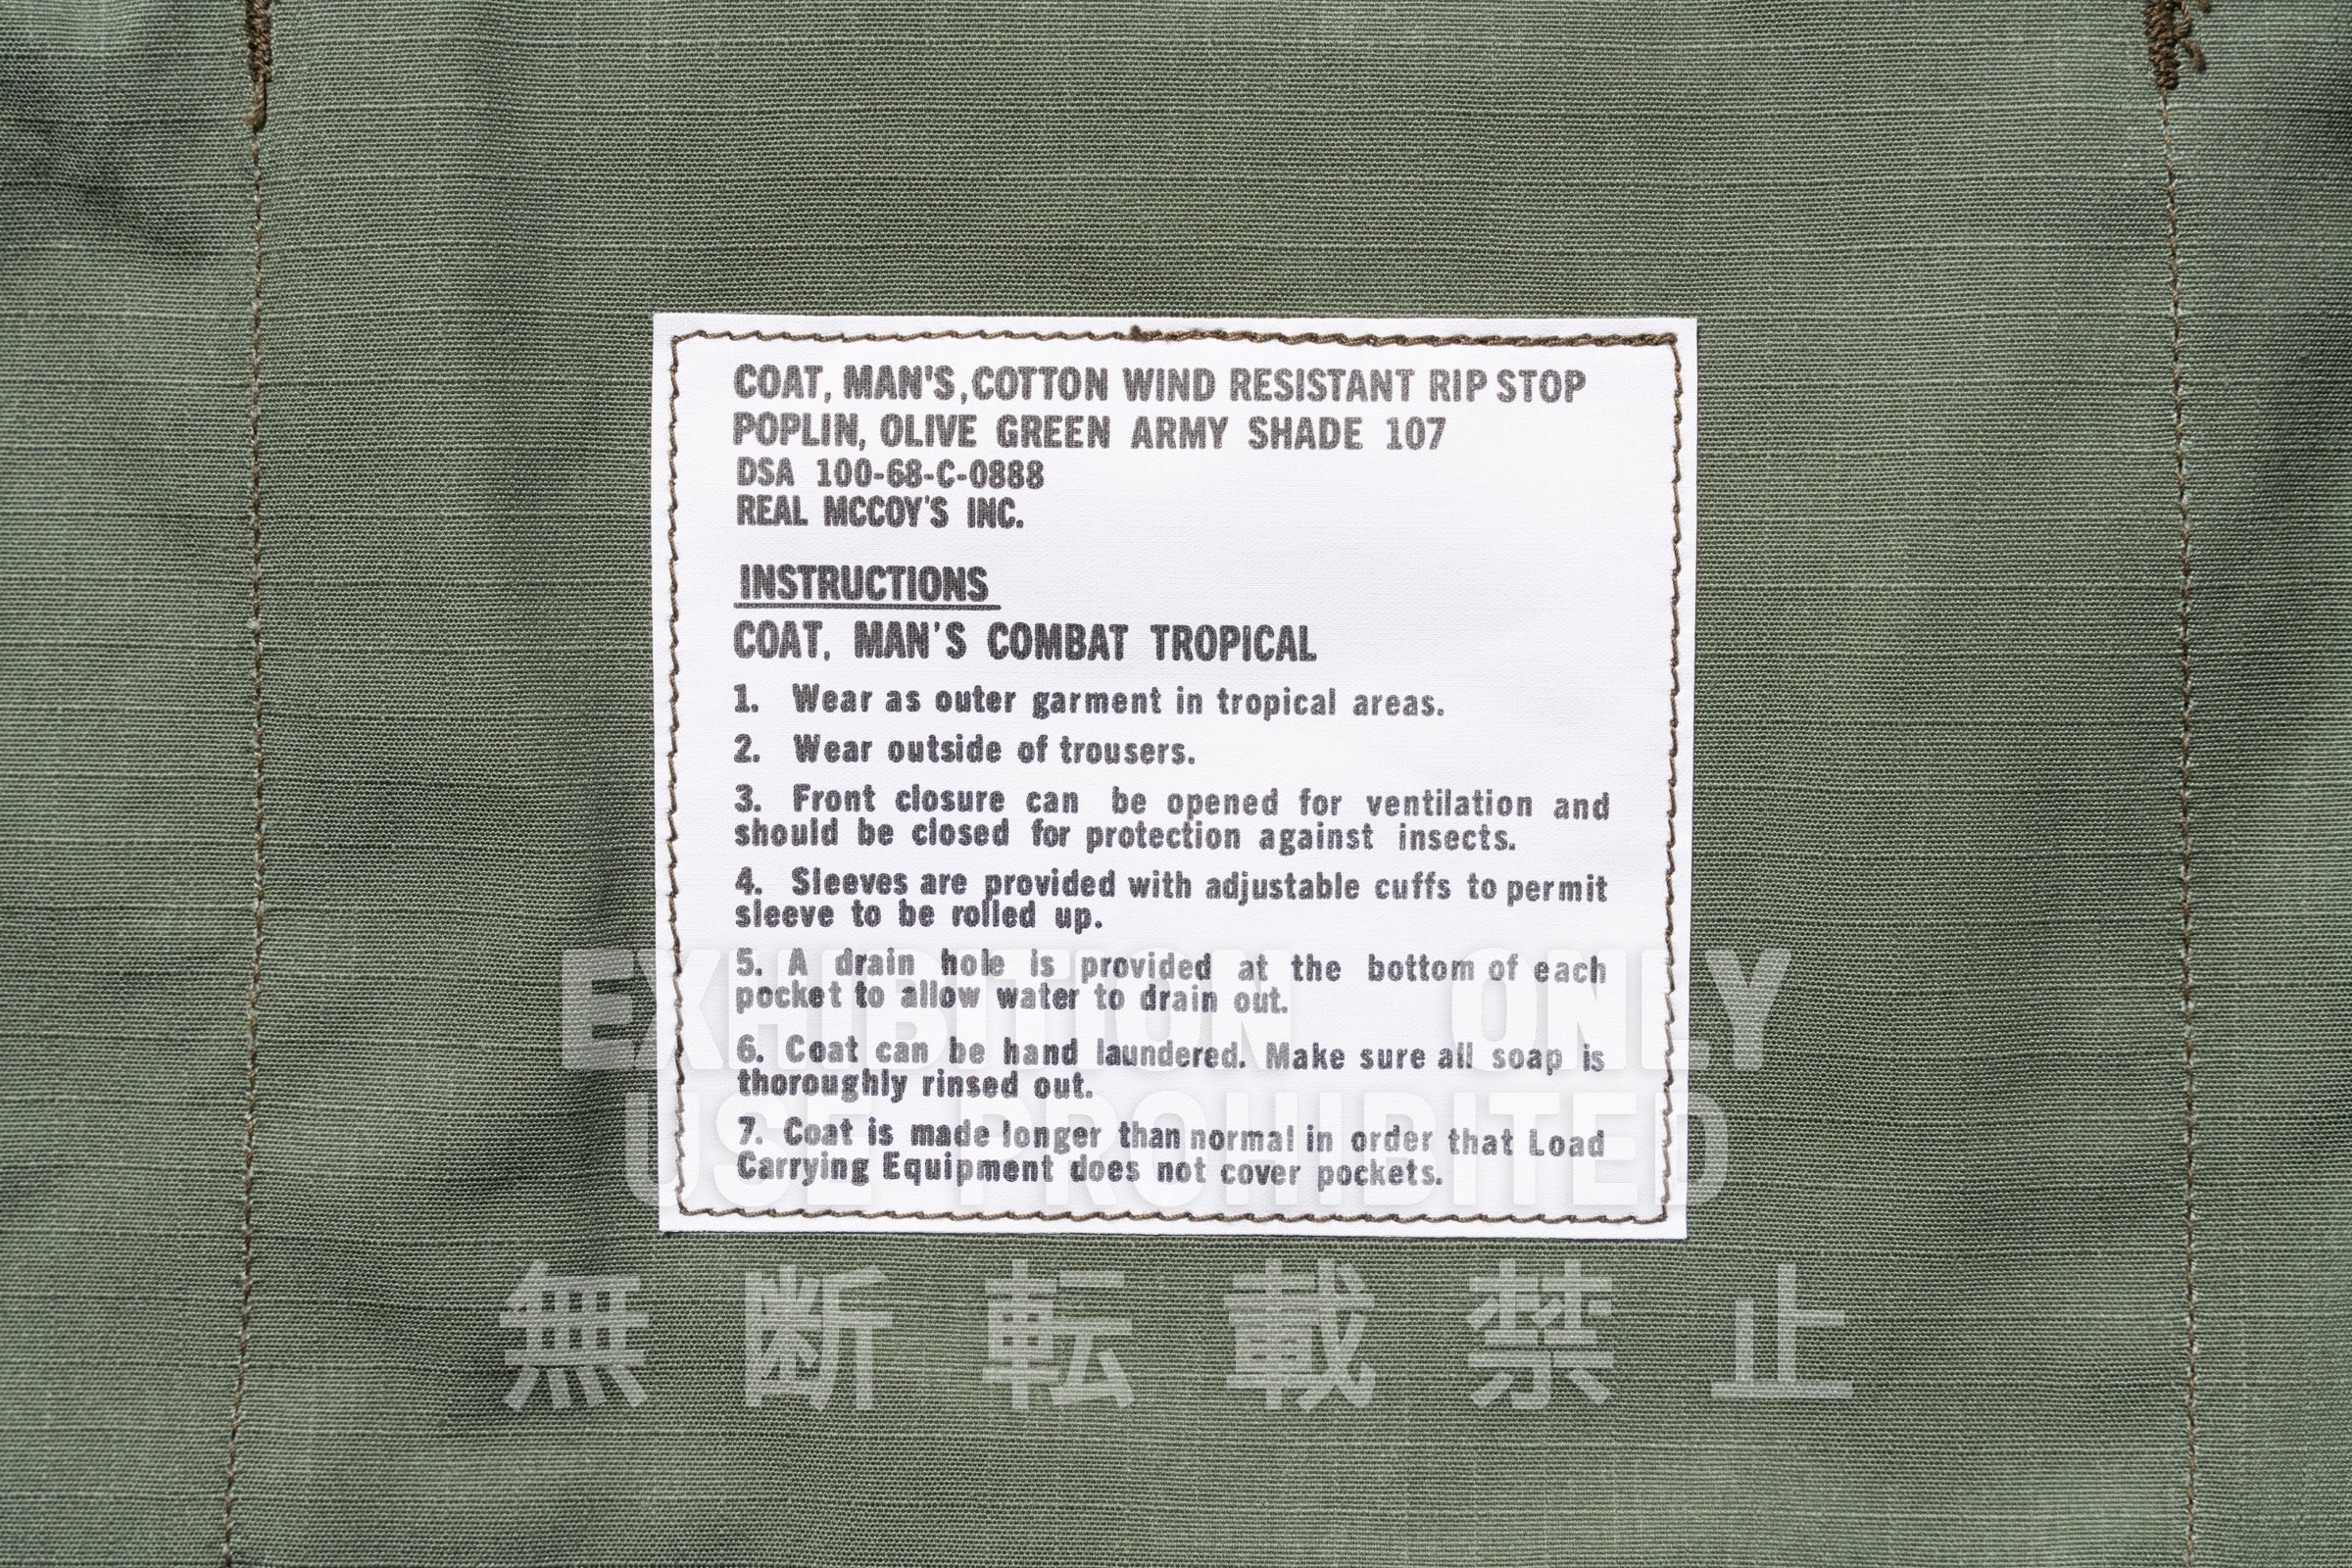 COAT, MAN'S, COTTON WIND RESISTANT RIP STOP
POPLIN, OLIVE GREEN ARMY SHADE 107
DSA 100-68-C-0888
REAL MCCOY'S INC.
INSTRUCTIONS
COAT, MAN'S COMBAT TROPICAL
1. Wear as outer garment in tropical areas.
2. Wear outside of trousers.
3. Front closure can be opened for ventilation and
should be closed for protection against insects.
4. Sleeves are provided with adjustable cuffs to permit
sleeve to be rolled up.
5. A drain hole is provided at the bottom of each
pocket to allow water to drain out.
6. Coat can be hand laundered. Make sure all soap is
thoroughly rinsed out.
7. Coat is made longer than normal in order that Load
Carrying Equipment does not cover pockets.
EXHIBITION ONLY
USE PROHIBITED
無断転載禁止